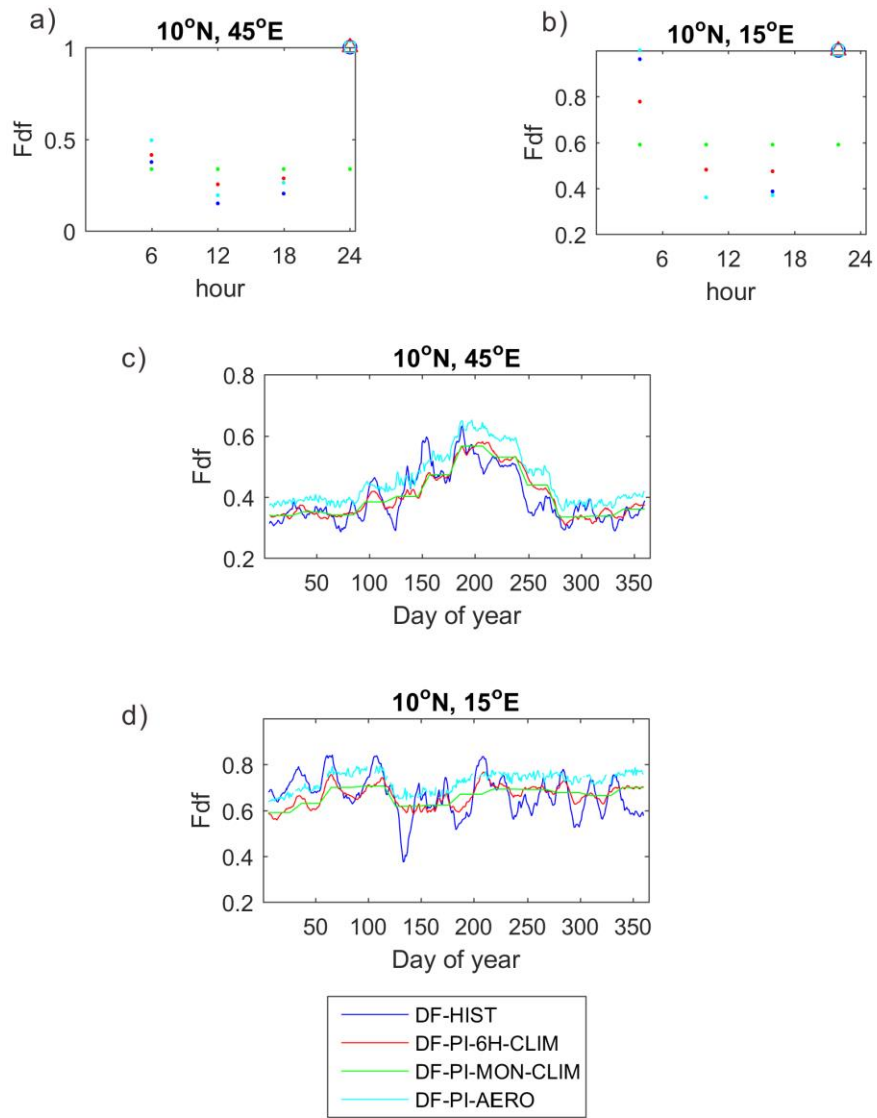 a)
10°N, 45°E
1
0.5
0
Fdf
6 12 18 24
hour
b)
10°N, 15°E
0.8
0.6
0.4
0.2
Fdf
6 12 18 24
hour
c)
10°N, 45°E
0.8
0.6
0.4
0.2
Fdf
50 100 150 200 250 300 350
Day of year
d)
10°N, 15°E
0.8
0.6
0.4
0.2
Fdf
50 100 150 200 250 300 350
Day of year
DF-HIST
DF-PI-6H-CLIM
DF-PI-MON-CLIM
DF-PI-AERO